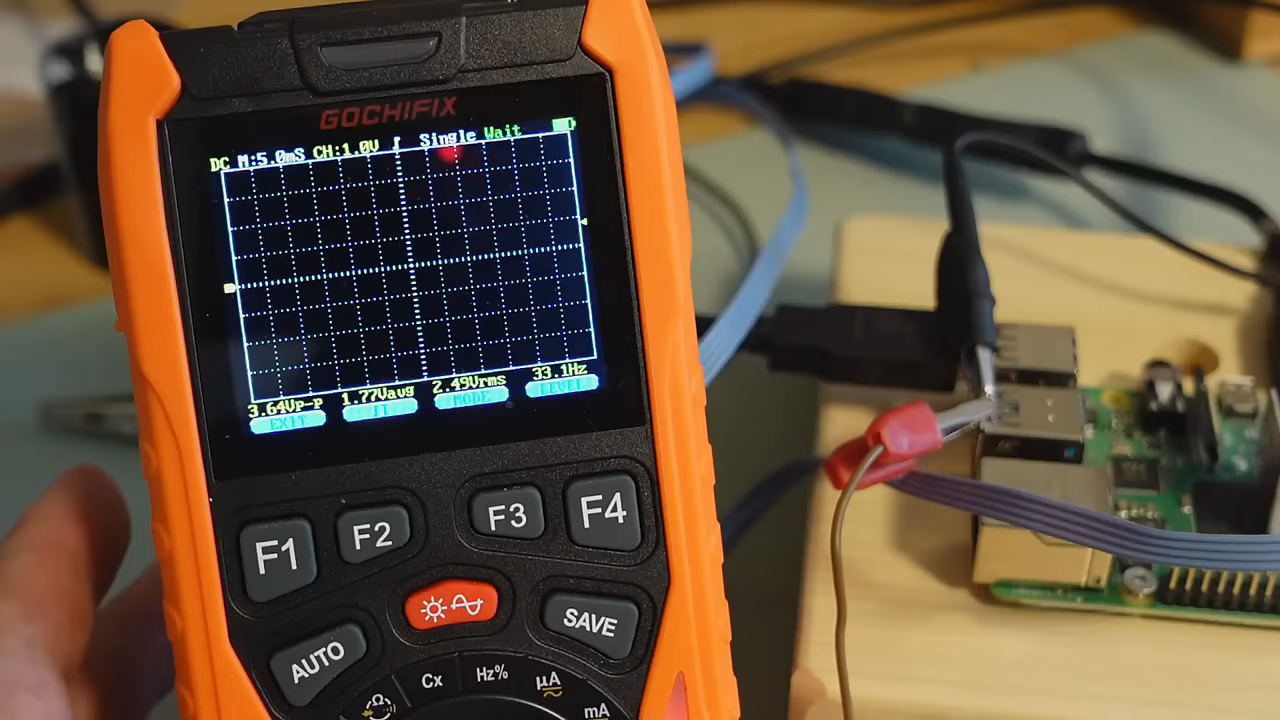 GOCHIFIX
DC M:5.0mS CH:1.0V Single Wait
3.64Vp-p 1.77Vavg 2.49Vrms 33.1Hz
EXIT MODE LEVEL
F1 F2 F3 F4
AUTO SAVE
Cx Hz% µA
mA